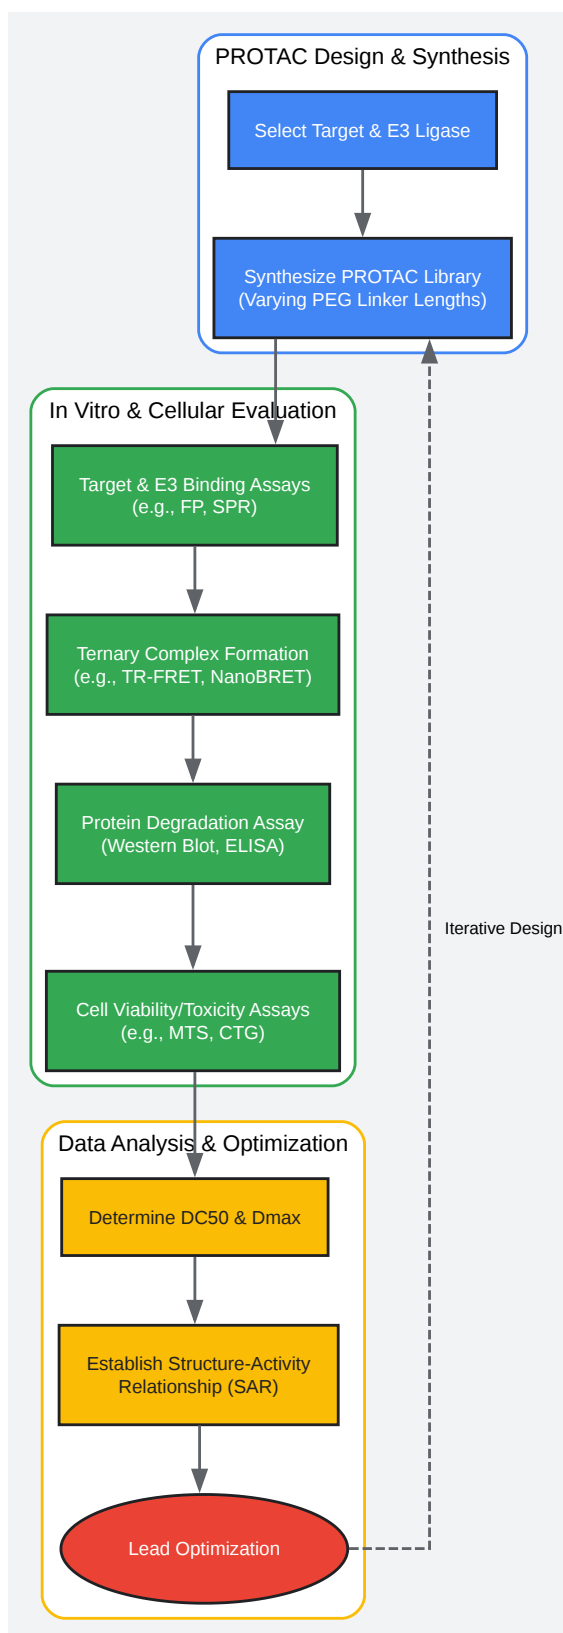 PROTAC Design & Synthesis
Select Target & E3 Ligase
Synthesize PROTAC Library
(Varying PEG Linker Lengths)
In Vitro & Cellular Evaluation
Target & E3 Binding Assays
(e.g., FP, SPR)
Ternary Complex Formation
(e.g., TR-FRET, NanoBRET)
Protein Degradation Assay
(Western Blot, ELISA)
Iterative Design
Cell Viability/Toxicity Assays
(e.g., MTS, CTG)
Data Analysis & Optimization
Determine DC50 & Dmax
Establish Structure-Activity
Relationship (SAR)
Lead Optimization